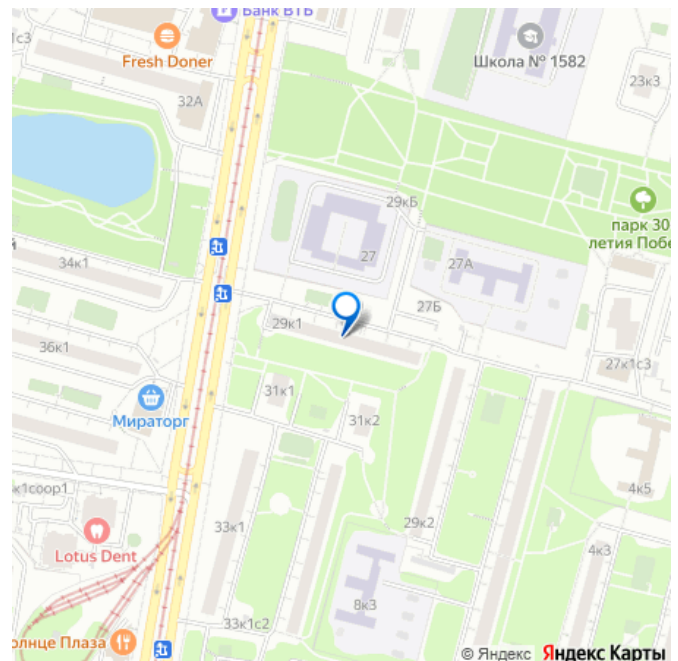 Банк ВТБ
1с3
Fresh Doner
Школа № 1582
23к3
32А
29кБ
парк 30
летия Побе
27
27А
34к1
27Б
29к1
36к1
27к1с3
31к1
Мираторг
31к2
4к5
к1соор1
33к1
29к2
Lotus Dent
4к3
8к3
33к1с2
олнце Плаза
© Яндекс Яндекс Карты